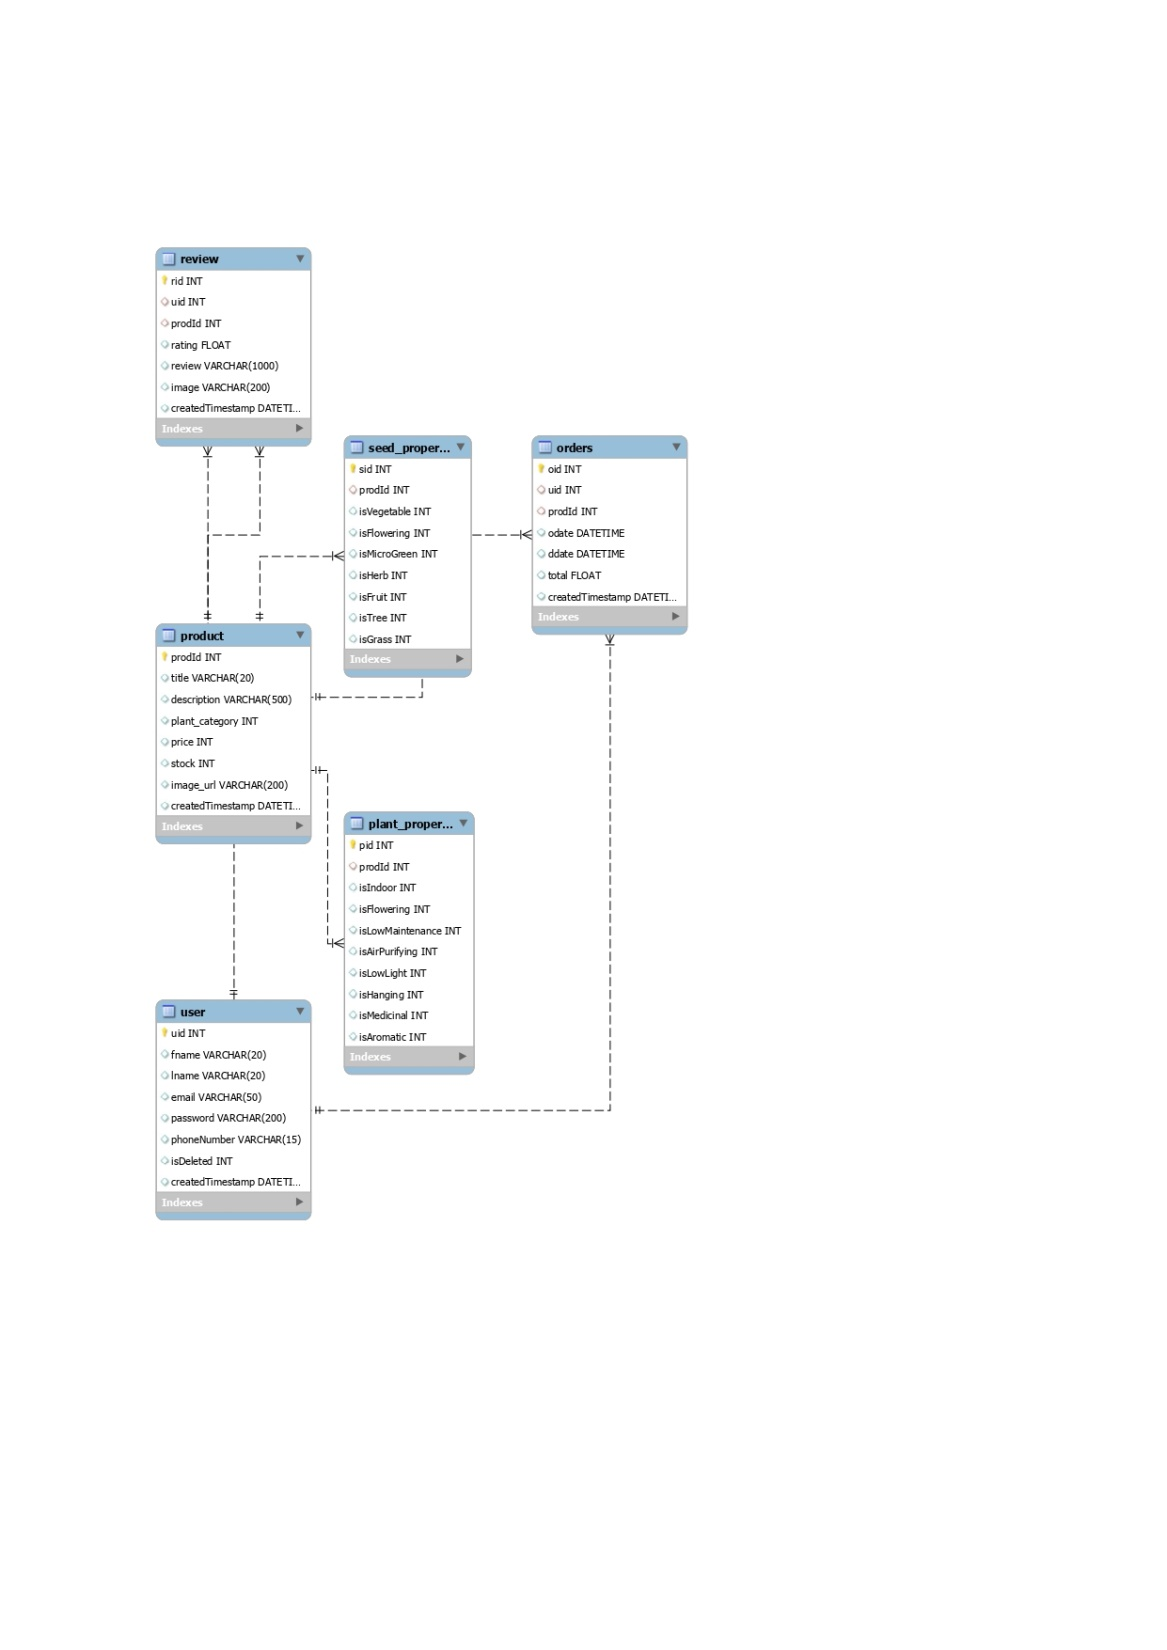 review
rid INT
uid INT
prodId INT
rating FLOAT
review VARCHAR(1000)
image VARCHAR(200)
createdTimestamp DATETI...
Indexes
seed_proper...
sid INT
prodId INT
isVegetable INT
isFlowering INT
isMicroGreen INT
isHerb INT
isFruit INT
isTree INT
isGrass INT
Indexes
orders
oid INT
uid INT
prodId INT
odate DATETIME
ddate DATETIME
total FLOAT
createdTimestamp DATETI...
Indexes
product
prodId INT
title VARCHAR(20)
description VARCHAR(500)
plant_category INT
price INT
stock INT
image_url VARCHAR(200)
createdTimestamp DATETI...
Indexes
plant_proper...
pid INT
prodId INT
isIndoor INT
isFlowering INT
isLowMaintenance INT
isAirPurifying INT
isLowLight INT
isHanging INT
isMedicinal INT
isAromatic INT
Indexes
user
uid INT
fname VARCHAR(20)
lname VARCHAR(20)
email VARCHAR(50)
password VARCHAR(200)
phoneNumber VARCHAR(15)
isDeleted INT
createdTimestamp DATETI...
Indexes